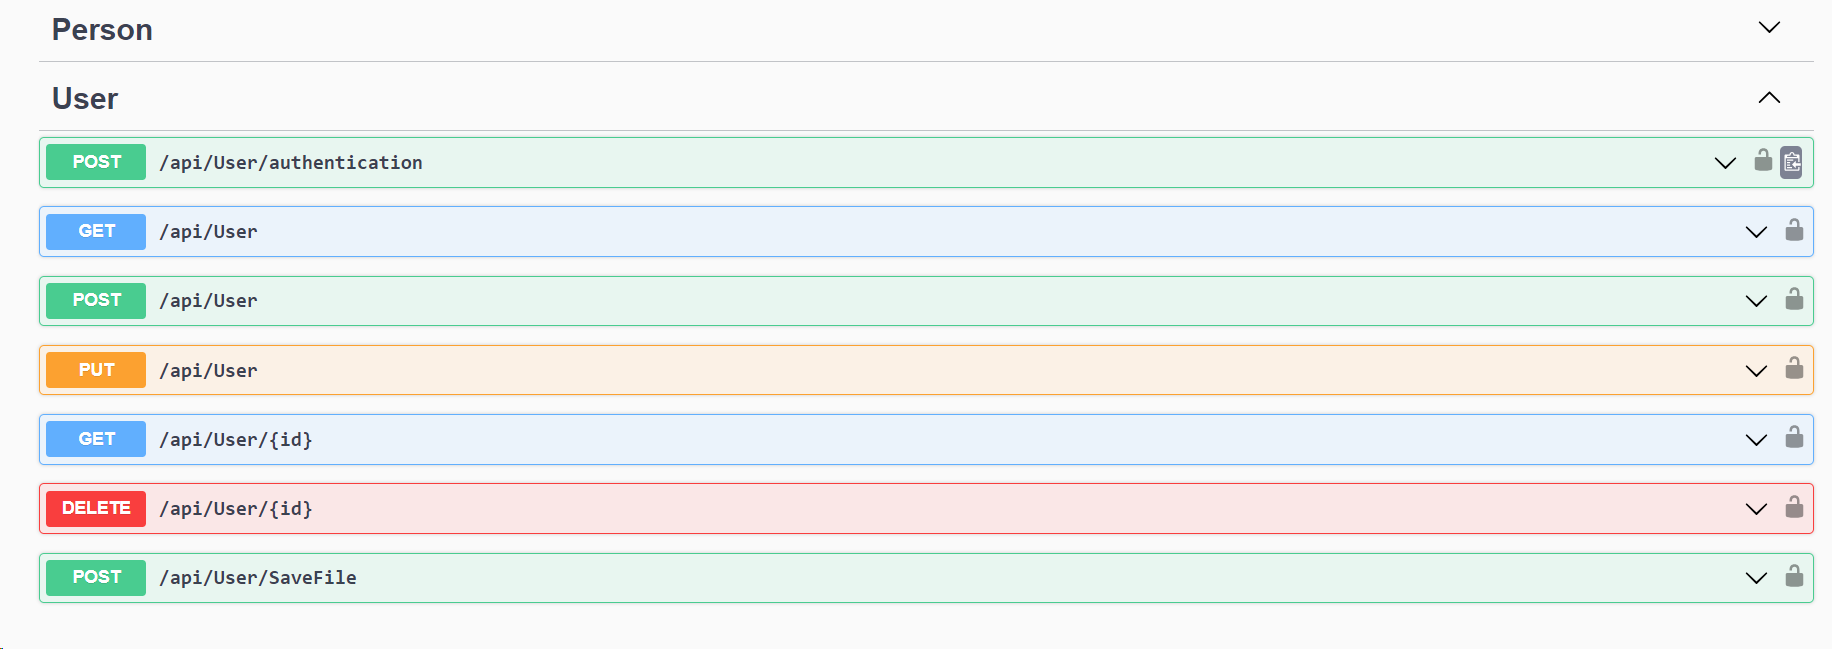 Person
User
POST /api/User/authentication
GET /api/User
POST /api/User
PUT /api/User
GET /api/User/{id}
DELETE /api/User/{id}
POST /api/User/SaveFile